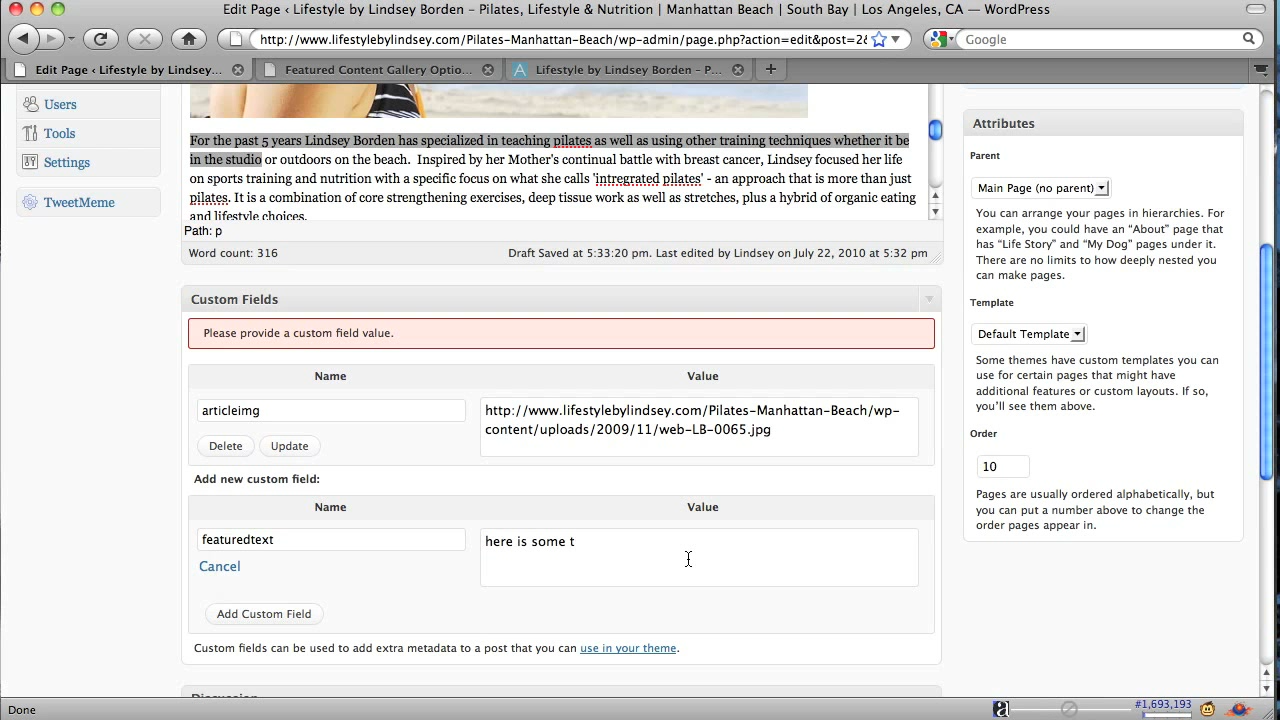 Edit Page ‹ Lifestyle by Lindsey Borden – Pilates, Lifestyle & Nutrition | Manhattan Beach | South Bay | Los Angeles, CA — WordPress
http://www.lifestylebylindsey.com/Pilates-Manhattan-Beach/wp-admin/page.php?action=edit&post=2
Google
Edit Page ‹ Lifestyle by Lindsey...
Featured Content Gallery Optio...
Lifestyle by Lindsey Borden - P...
Users
Tools
Settings
TweetMeme
For the past 5 years Lindsey Borden has specialized in teaching pilates as well as using other training techniques whether it be
in the studio or outdoors on the beach. Inspired by her Mother's continual battle with breast cancer, Lindsey focused her life
on sports training and nutrition with a specific focus on what she calls 'intregrated pilates' - an approach that is more than just
pilates. It is a combination of core strengthening exercises, deep tissue work as well as stretches, plus a hybrid of organic eating
and lifestyle choices.
Path: p
Word count: 316
Draft Saved at 5:33:20 pm. Last edited by Lindsey on July 22, 2010 at 5:32 pm
Custom Fields
Please provide a custom field value.
Name
Value
articleimg
http://www.lifestylebylindsey.com/Pilates-Manhattan-Beach/wp-
content/uploads/2009/11/web-LB-0065.jpg
Delete
Update
Add new custom field:
Name
Value
featuredtext
here is some t
Cancel
Add Custom Field
Custom fields can be used to add extra metadata to a post that you can use in your theme.
Discussion
Attributes
Parent
Main Page (no parent)
You can arrange your pages in hierarchies. For
example, you could have an “About” page that
has “Life Story” and “My Dog” pages under it.
There are no limits to how deeply nested you
can make pages.
Template
Default Template
Some themes have custom templates you can
use for certain pages that might have
additional features or custom layouts. If so,
you’ll see them above.
Order
10
Pages are usually ordered alphabetically, but
you can put a number above to change the
order pages appear in.
Done
a
#1,693,193